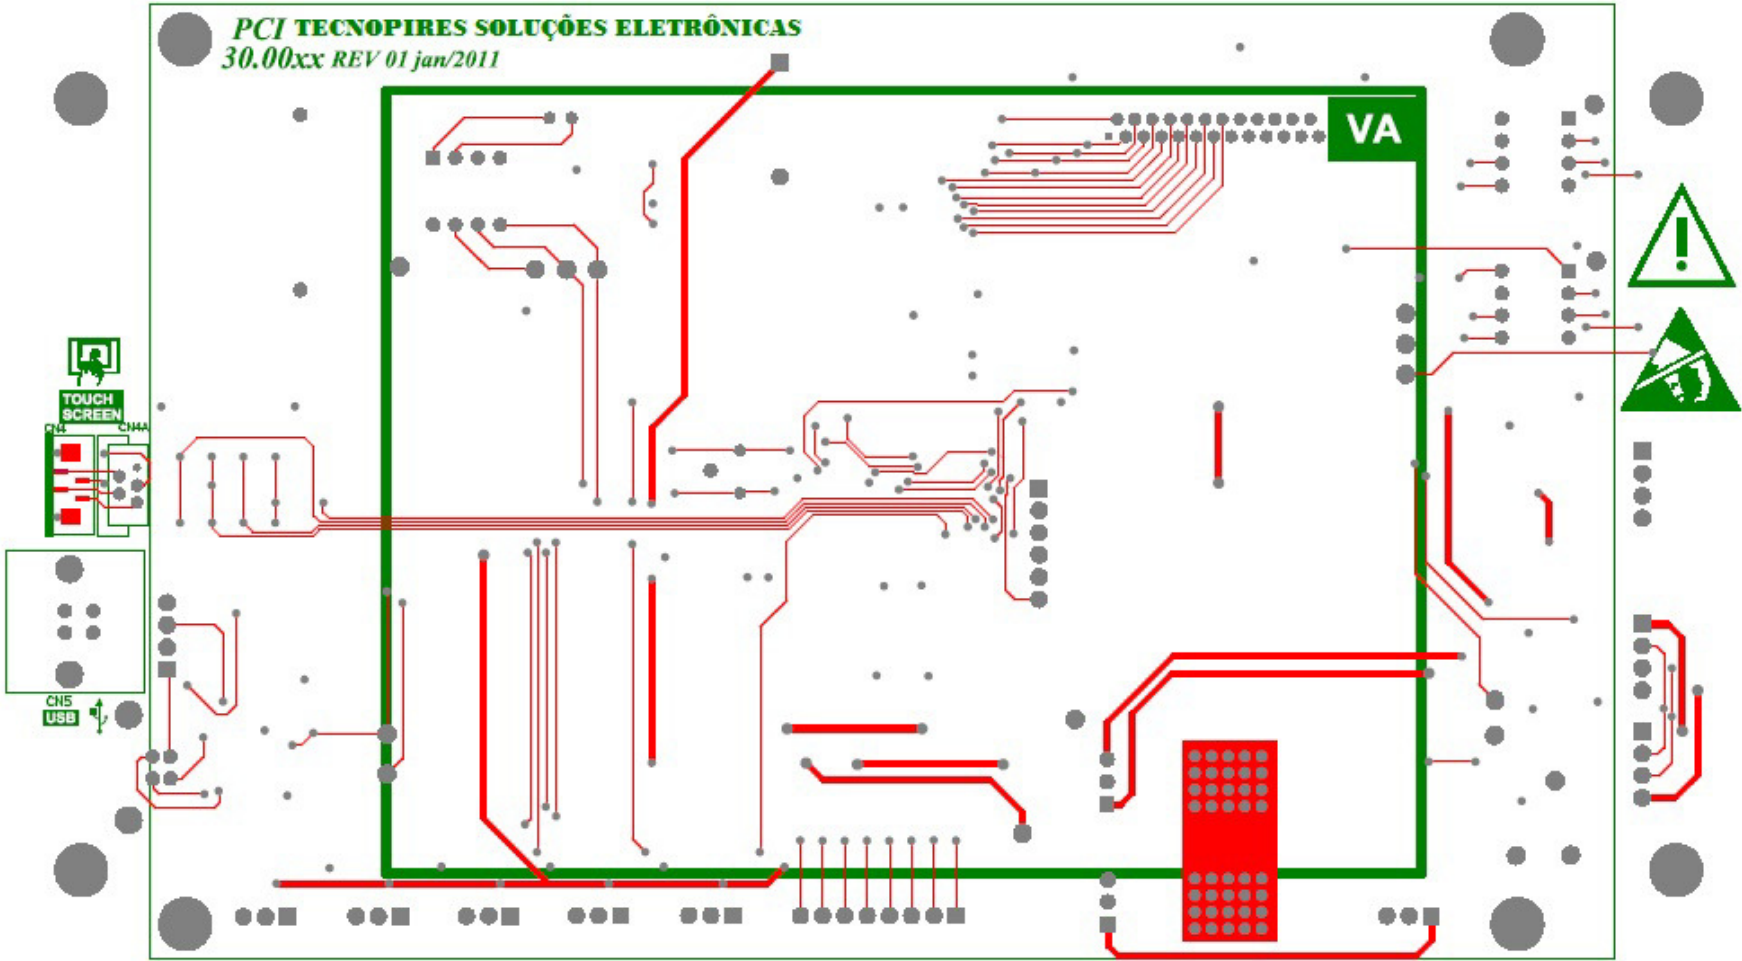 PCI TECNOPIRES SOLUÇÕES ELETRÔNICAS
30.00xx REV 01 jan/2011
VA
TOUCH
SCREEN
CN4
CN4A
CN5
USB